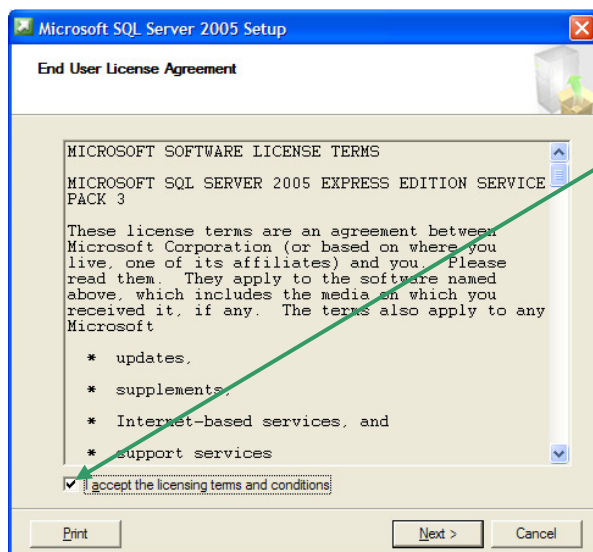 Microsoft SQL Server 2005 Setup
End User License Agreement
MICROSOFT SOFTWARE LICENSE TERMS
MICROSOFT SQL SERVER 2005 EXPRESS EDITION SERVICE
PACK 3
These license terms are an agreement between
Microsoft Corporation (or based on where you
live, one of its affiliates) and you. Please
read them. They apply to the software named
above, which includes the media on which you
received it, if any. The terms also apply to any
Microsoft
* updates,
* supplements,
* Internet-based services, and
* support services
I accept the licensing terms and conditions
Print
Next >
Cancel